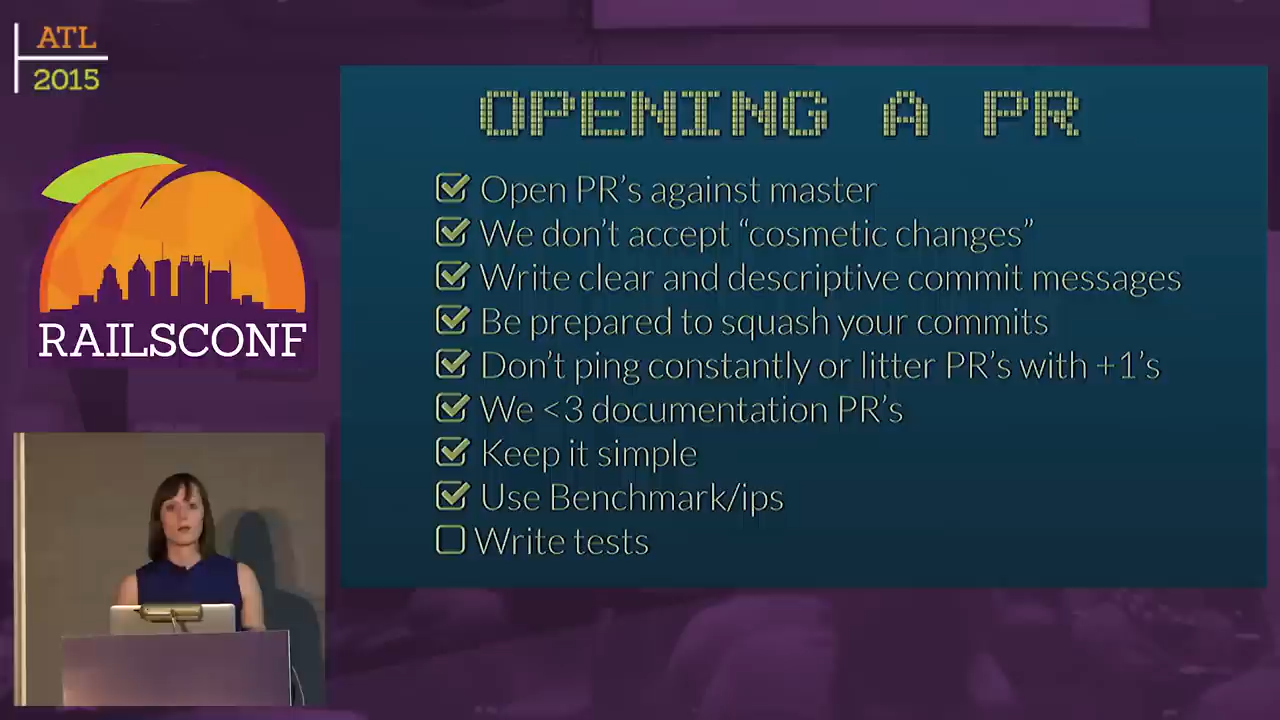 ATL
2015
RAILSCONF
OPENING A PR
Open PR's against master
We don't accept “cosmetic changes”
Write clear and descriptive commit messages
Be prepared to squash your commits
Don't ping constantly or litter PR's with +1's
We <3 documentation PR's
Keep it simple
Use Benchmark/ips
Write tests